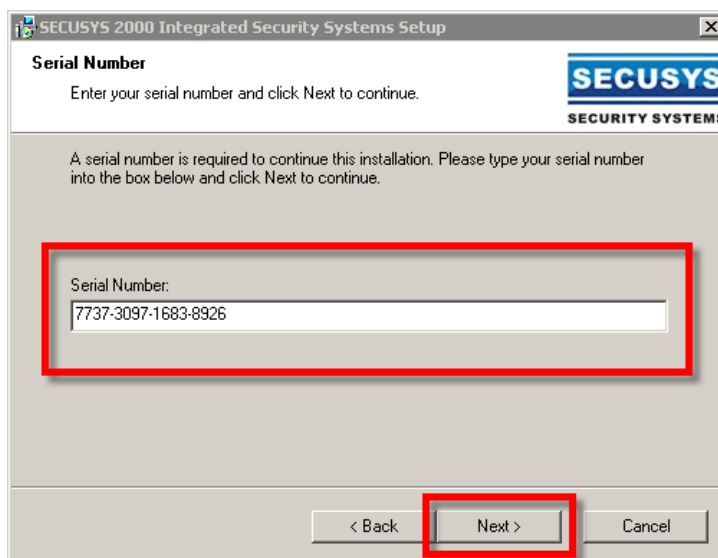 SECUSYS 2000 Integrated Security Systems Setup
Serial Number
Enter your serial number and click Next to continue.
SECUSYS
SECURITY SYSTEMS
A serial number is required to continue this installation. Please type your serial number
into the box below and click Next to continue.
Serial Number:
7737-3097-1683-8926
< Back
Next >
Cancel